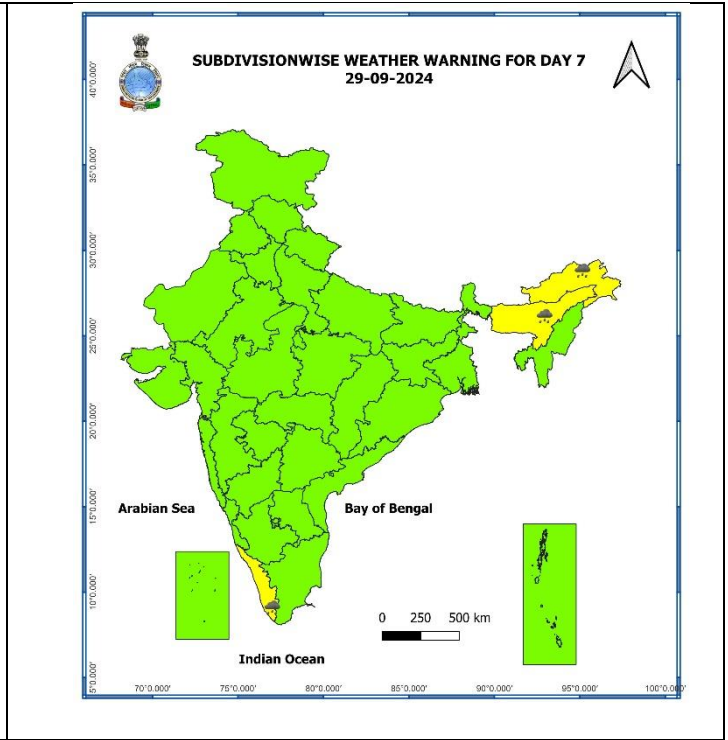 SUBDIVISIONWISE WEATHER WARNING FOR DAY 7
29-09-2024
40°0.000'
35°0.000'
30°0.000'
25°0.000'
20°0.000'
15°0.000'
10°0.000'
5°0.000'
Arabian Sea
Bay of Bengal
0 250 500 km
Indian Ocean
70°0.000' 75°0.000' 80°0.000' 85°0.000' 90°0.000' 95°0.000' 100°0.000'